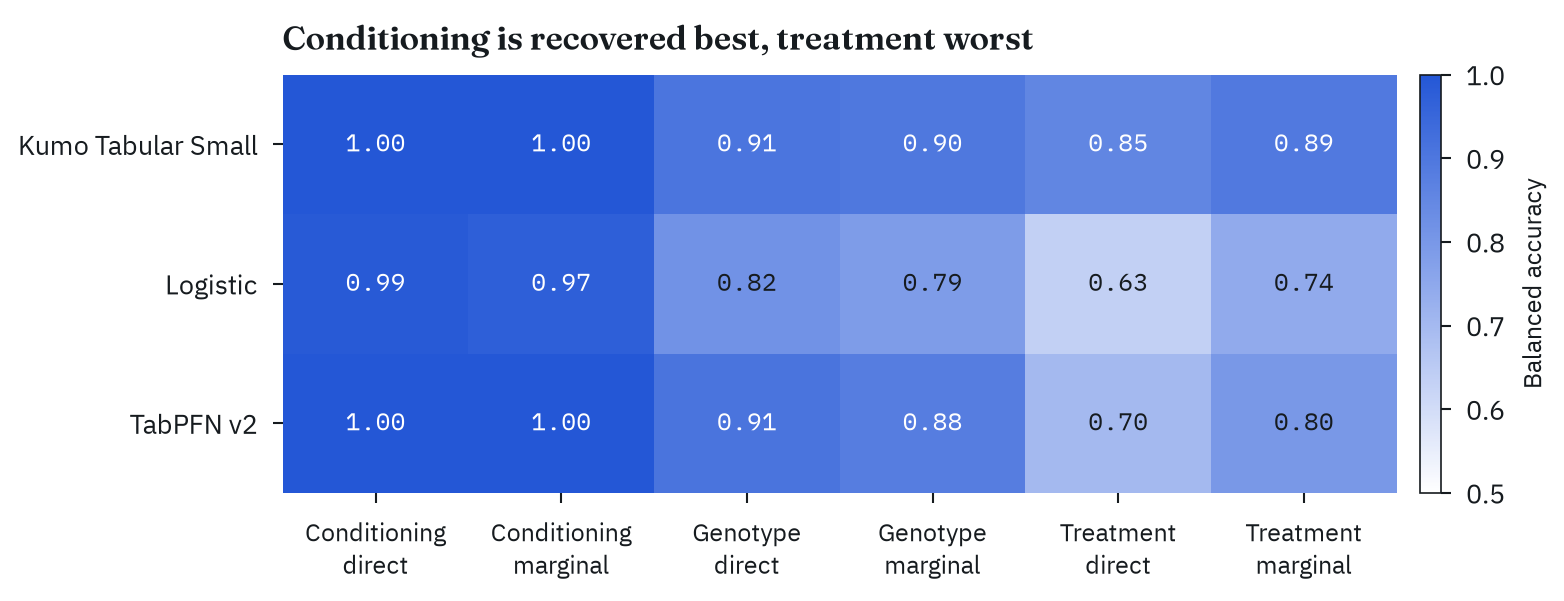 Conditioning is recovered best, treatment worst
Kumo Tabular Small
1.00 1.00 0.91 0.90 0.85 0.89
Logistic
0.99 0.97 0.82 0.79 0.63 0.74
TabPFN v2
1.00 1.00 0.91 0.88 0.70 0.80
Conditioning
direct
Conditioning
marginal
Genotype
direct
Genotype
marginal
Treatment
direct
Treatment
marginal
1.0
0.9
0.8
0.7
0.6
0.5
Balanced accuracy